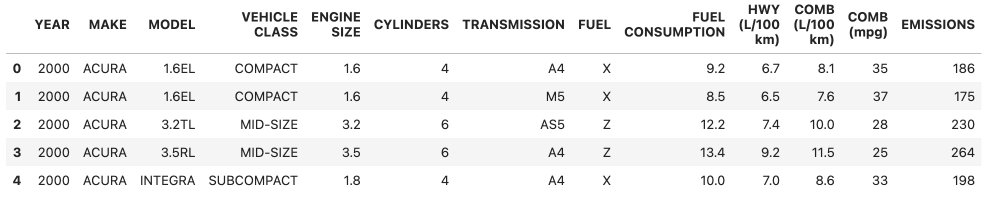 YEAR MAKE MODEL VEHICLE CLASS ENGINE SIZE CYLINDERS TRANSMISSION FUEL FUEL CONSUMPTION HWY (L/100 km) COMB (L/100 km) COMB (mpg) EMISSIONS
0 2000 ACURA 1.6EL COMPACT 1.6 4 A4 X 9.2 6.7 8.1 35 186
1 2000 ACURA 1.6EL COMPACT 1.6 4 M5 X 8.5 6.5 7.6 37 175
2 2000 ACURA 3.2TL MID-SIZE 3.2 6 AS5 Z 12.2 7.4 10.0 28 230
3 2000 ACURA 3.5RL MID-SIZE 3.5 6 A4 Z 13.4 9.2 11.5 25 264
4 2000 ACURA INTEGRA SUBCOMPACT 1.8 4 A4 X 10.0 7.0 8.6 33 198